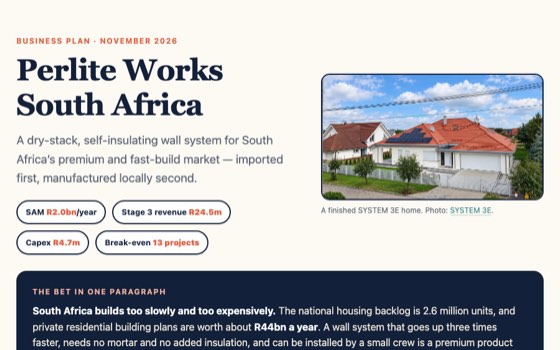 BUSINESS PLAN · NOVEMBER 2026
Perlite Works
South Africa
A dry-stack, self-insulating wall system for South
Africa's premium and fast-build market — imported
first, manufactured locally second.
SAM R2.0bn/year
Stage 3 revenue R24.5m
Capex R4.7m
Break-even 13 projects
A finished SYSTEM 3E home. Photo: SYSTEM 3E.
THE BET IN ONE PARAGRAPH
South Africa builds too slowly and too expensively. The national housing backlog is 2.6 million units, and
private residential building plans are worth about R44bn a year. A wall system that goes up three times
faster, needs no mortar and no added insulation, and can be installed by a small crew is a premium product